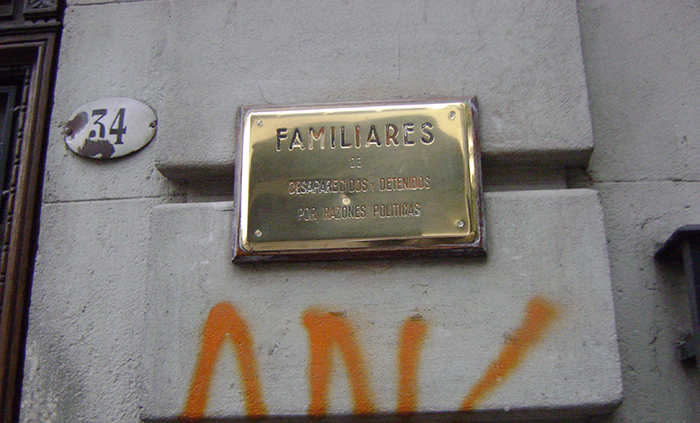 34
FAMILIARES
DE
DESAPARECIDOS Y DETENIDOS
POR RAZONES POLITICAS